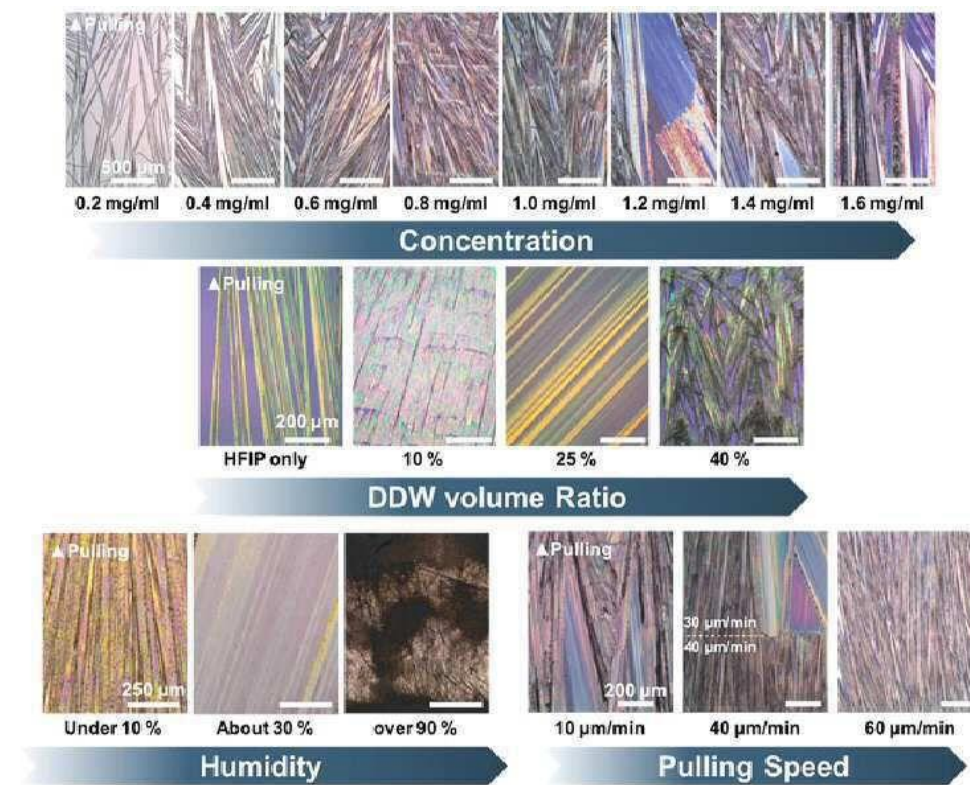 ▲Pulling
500 µm
0.2 mg/ml 0.4 mg/ml 0.6 mg/ml 0.8 mg/ml 1.0 mg/ml 1.2 mg/ml 1.4 mg/ml 1.6 mg/ml
Concentration
▲Pulling
200 µm
HFIP only 10 % 25 % 40 %
DDW volume Ratio
▲Pulling
250 µm
Under 10 % About 30 % over 90 %
Humidity
▲Pulling
30 µm/min
40 µm/min
200 µm
10 µm/min 40 µm/min 60 µm/min
Pulling Speed